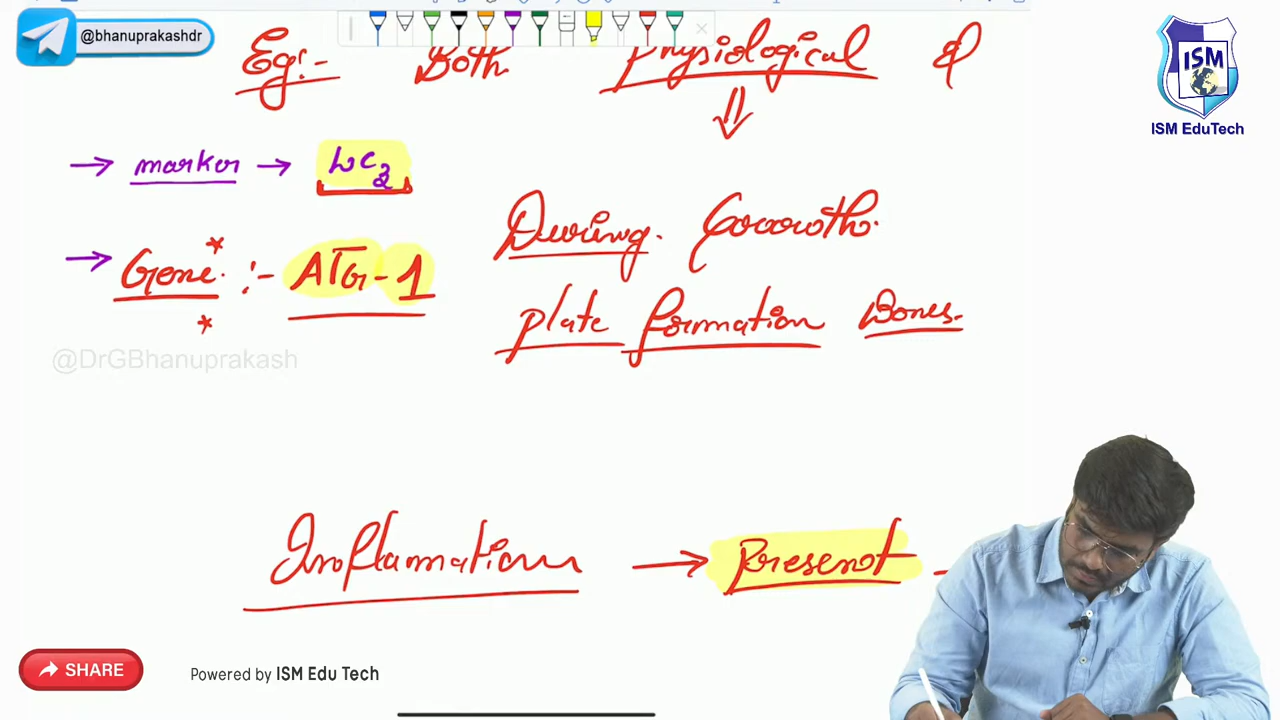 @bhanuprakashdr
Eg:- Both Physiological &
→ marker → LC3
During Growth
→ Gene :- ATG-1
plate formation Bones.
@DrGBhanuprakash
Inflamation → Present
SHARE
Powered by ISM Edu Tech
ISM
ISM EduTech